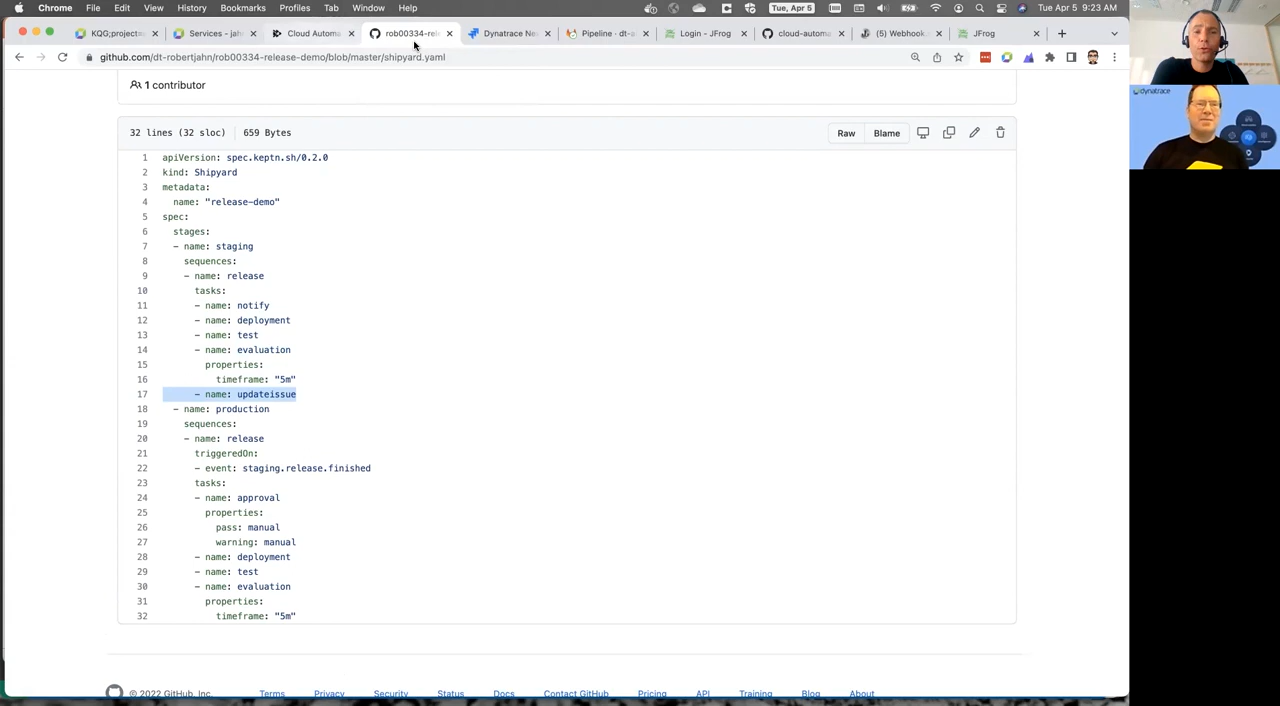 Chrome File Edit View History Bookmarks Profiles Tab Window Help Tue, Apr 5 Tue Apr 5 9:23 AM
KQG;project= Services - jah Cloud Automa rob00334-rele Dynatrace Ne Pipeline - dt-a Login - JFrog cloud-automa (5) Webhook. JFrog
github.com/dt-robertjahn/rob00334-release-demo/blob/master/shipyard.yaml
dynatrace
1 contributor
32 lines (32 sloc) 659 Bytes Raw Blame
1 apiVersion: spec.keptn.sh/0.2.0
2 kind: Shipyard
3 metadata:
4   name: "release-demo"
5 spec:
6   stages:
7   - name: staging
8     sequences:
9     - name: release
10       tasks:
11       - name: notify
12       - name: deployment
13       - name: test
14       - name: evaluation
15         properties:
16           timeframe: "5m"
17       - name: updateissue
18   - name: production
19     sequences:
20     - name: release
21       triggeredOn:
22       - event: staging.release.finished
23       tasks:
24       - name: approval
25         properties:
26           pass: manual
27           warning: manual
28       - name: deployment
29       - name: test
30       - name: evaluation
31         properties:
32           timeframe: "5m"
© 2022 GitHub, Inc. Terms Privacy Security Status Docs Contact GitHub Pricing API Training Blog About